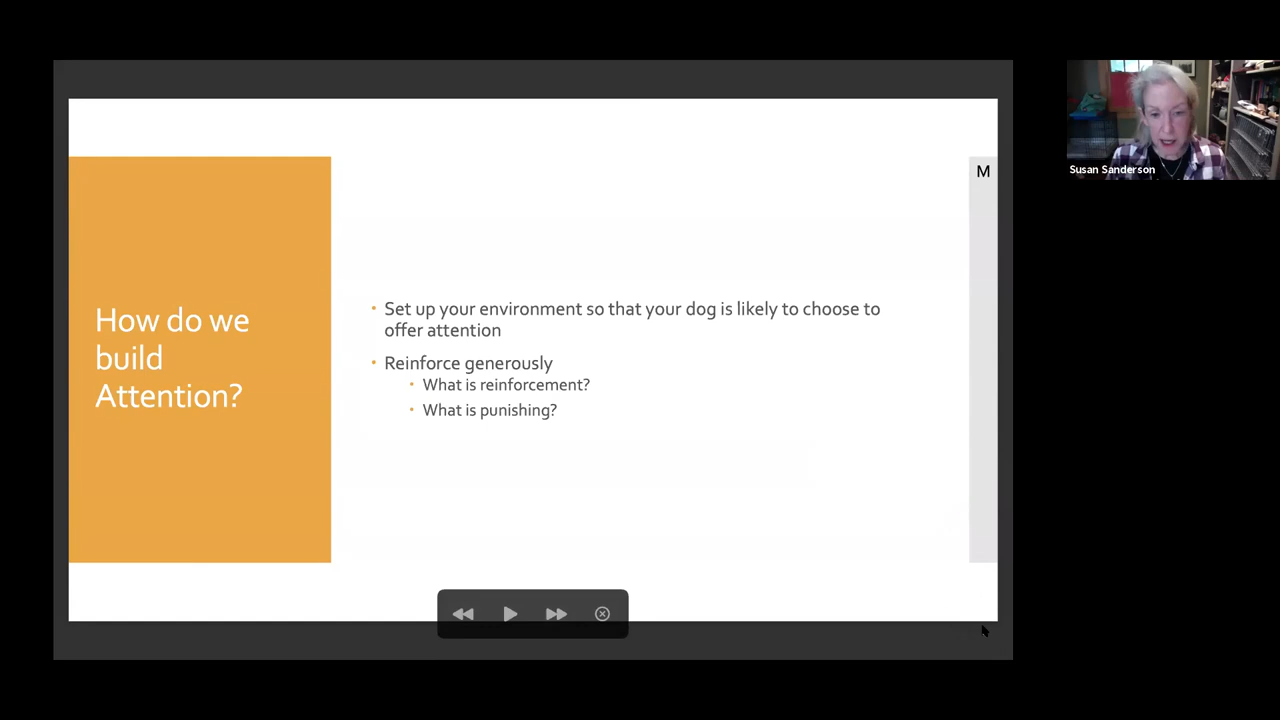 How do we
build
Attention?
• Set up your environment so that your dog is likely to choose to
offer attention
• Reinforce generously
• What is reinforcement?
• What is punishing?
M
Susan Sanderson